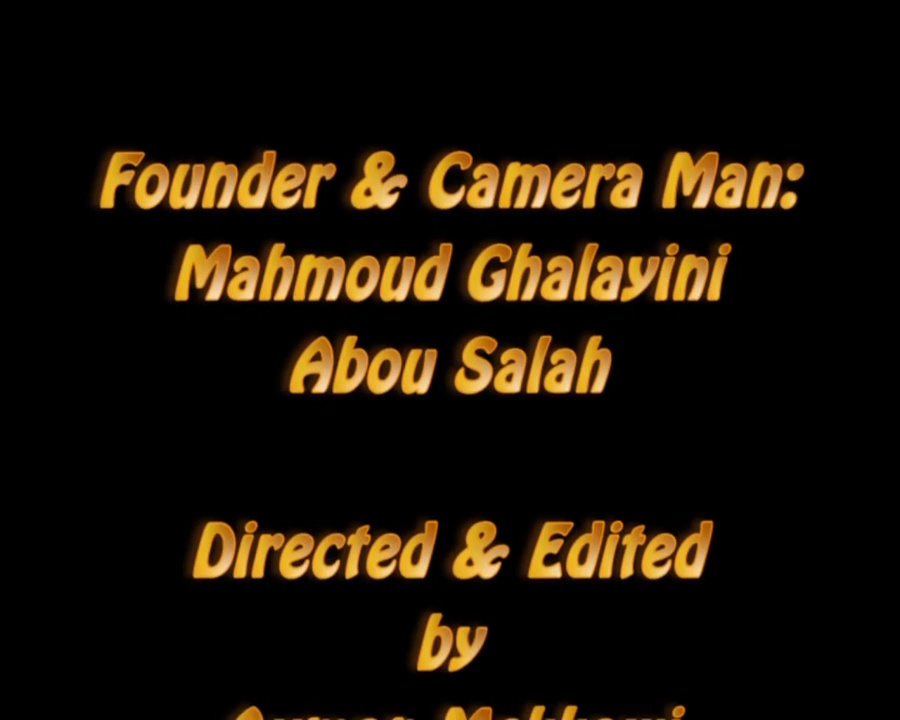 Founder & Camera Man:
Mahmoud Ghalayini
Abou Salah
Directed & Edited
by